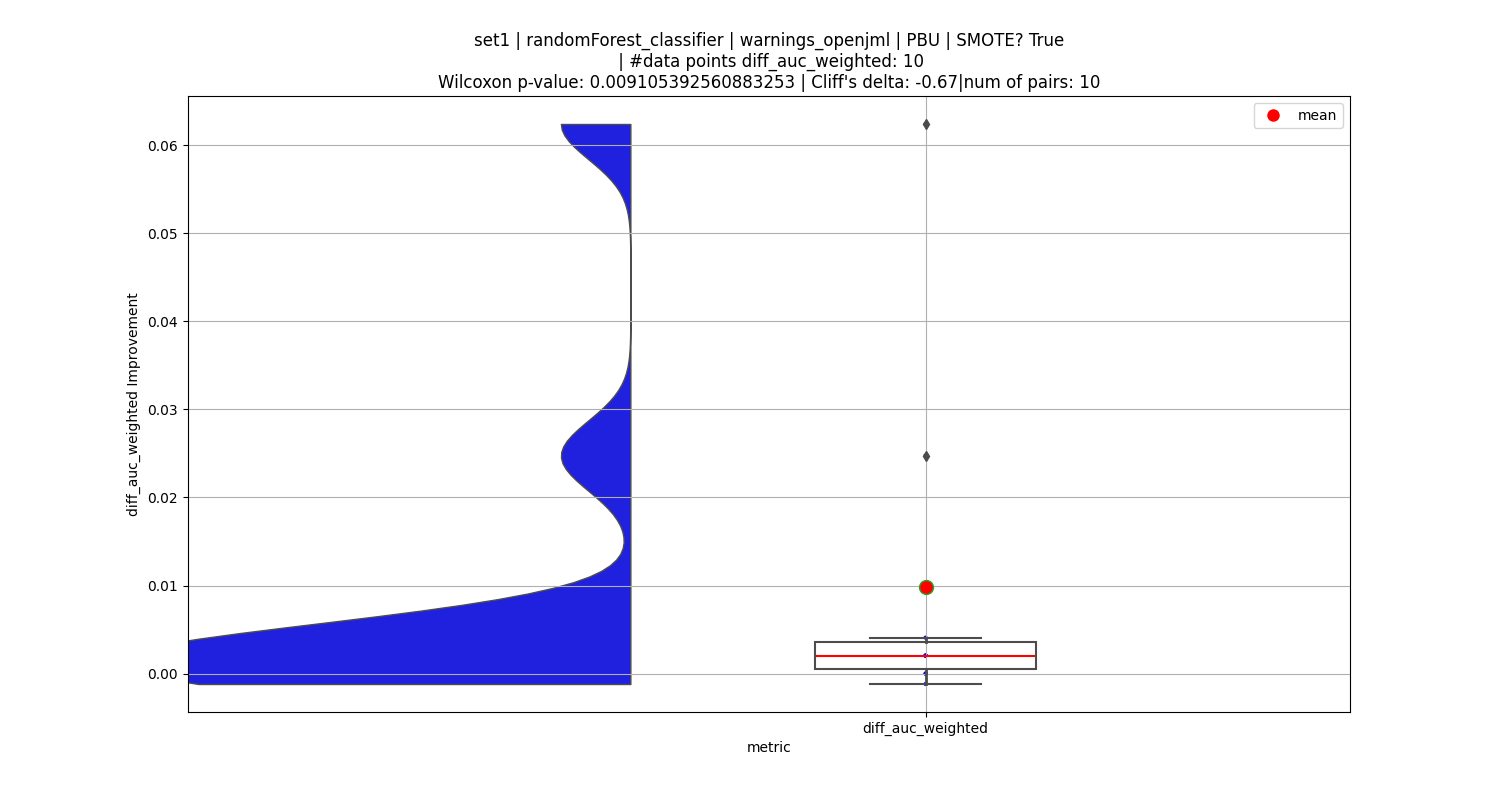 set1 | randomForest_classifier | warnings_openjml | PBU | SMOTE? True
| #data points diff_auc_weighted: 10
Wilcoxon p-value: 0.009105392560883253 | Cliff's delta: -0.67|num of pairs: 10
mean
0.06
0.05
0.04
0.03
0.02
0.01
0.00
diff_auc_weighted Improvement
diff_auc_weighted
metric